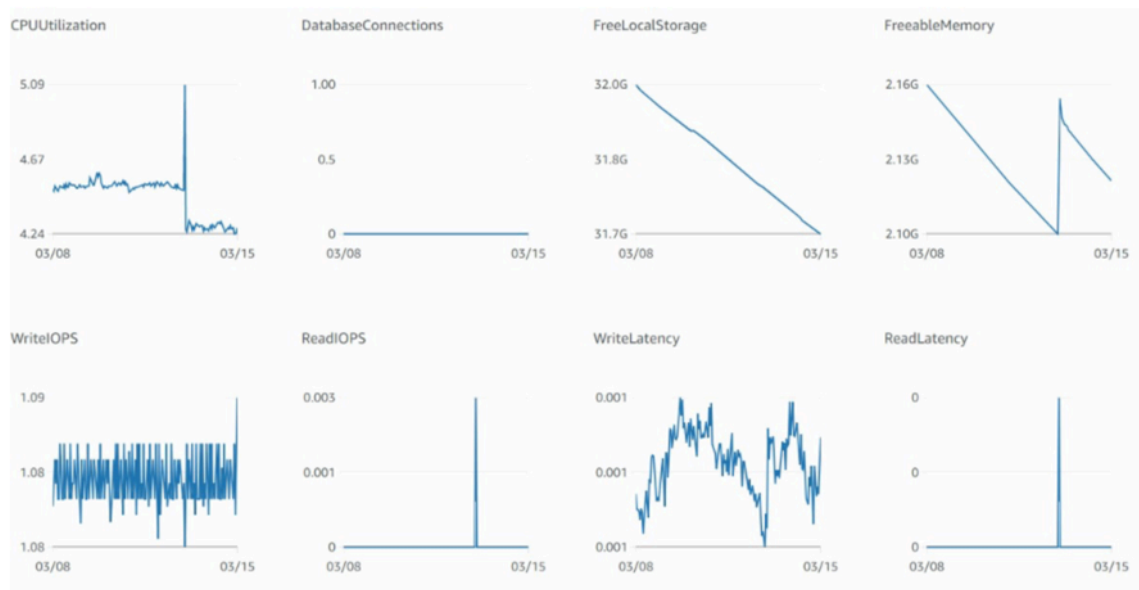 CPUUtilization
5.09
4.67
4.24
03/08 03/15
DatabaseConnections
1.00
0.5
0
03/08 03/15
FreeLocalStorage
32.0G
31.8G
31.7G
03/08 03/15
FreeableMemory
2.16G
2.13G
2.10G
03/08 03/15
WriteIOPS
1.09
1.08
1.08
03/08 03/15
ReadIOPS
0.003
0.001
0
03/08 03/15
WriteLatency
0.001
0.001
0.001
03/08 03/15
ReadLatency
0
0
0
03/08 03/15